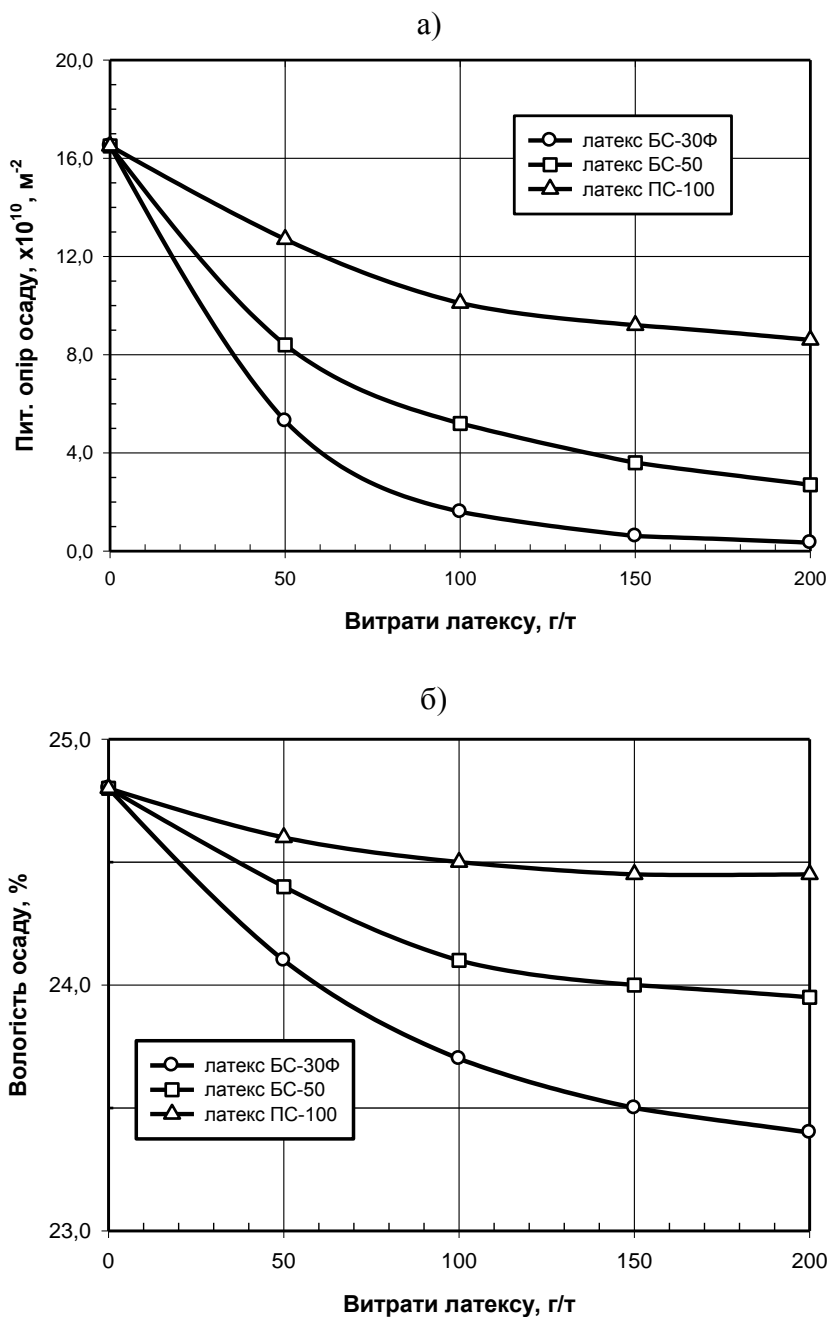 а)
20,0
16,0
12,0
8,0
4,0
0,0
Пит. опір осаду, x10¹⁰, м⁻²
латекс БС-30Ф
латекс БС-50
латекс ПС-100
0 50 100 150 200
Витрати латексу, г/т
б)
25,0
24,0
23,0
Вологість осаду, %
латекс БС-30Ф
латекс БС-50
латекс ПС-100
0 50 100 150 200
Витрати латексу, г/т